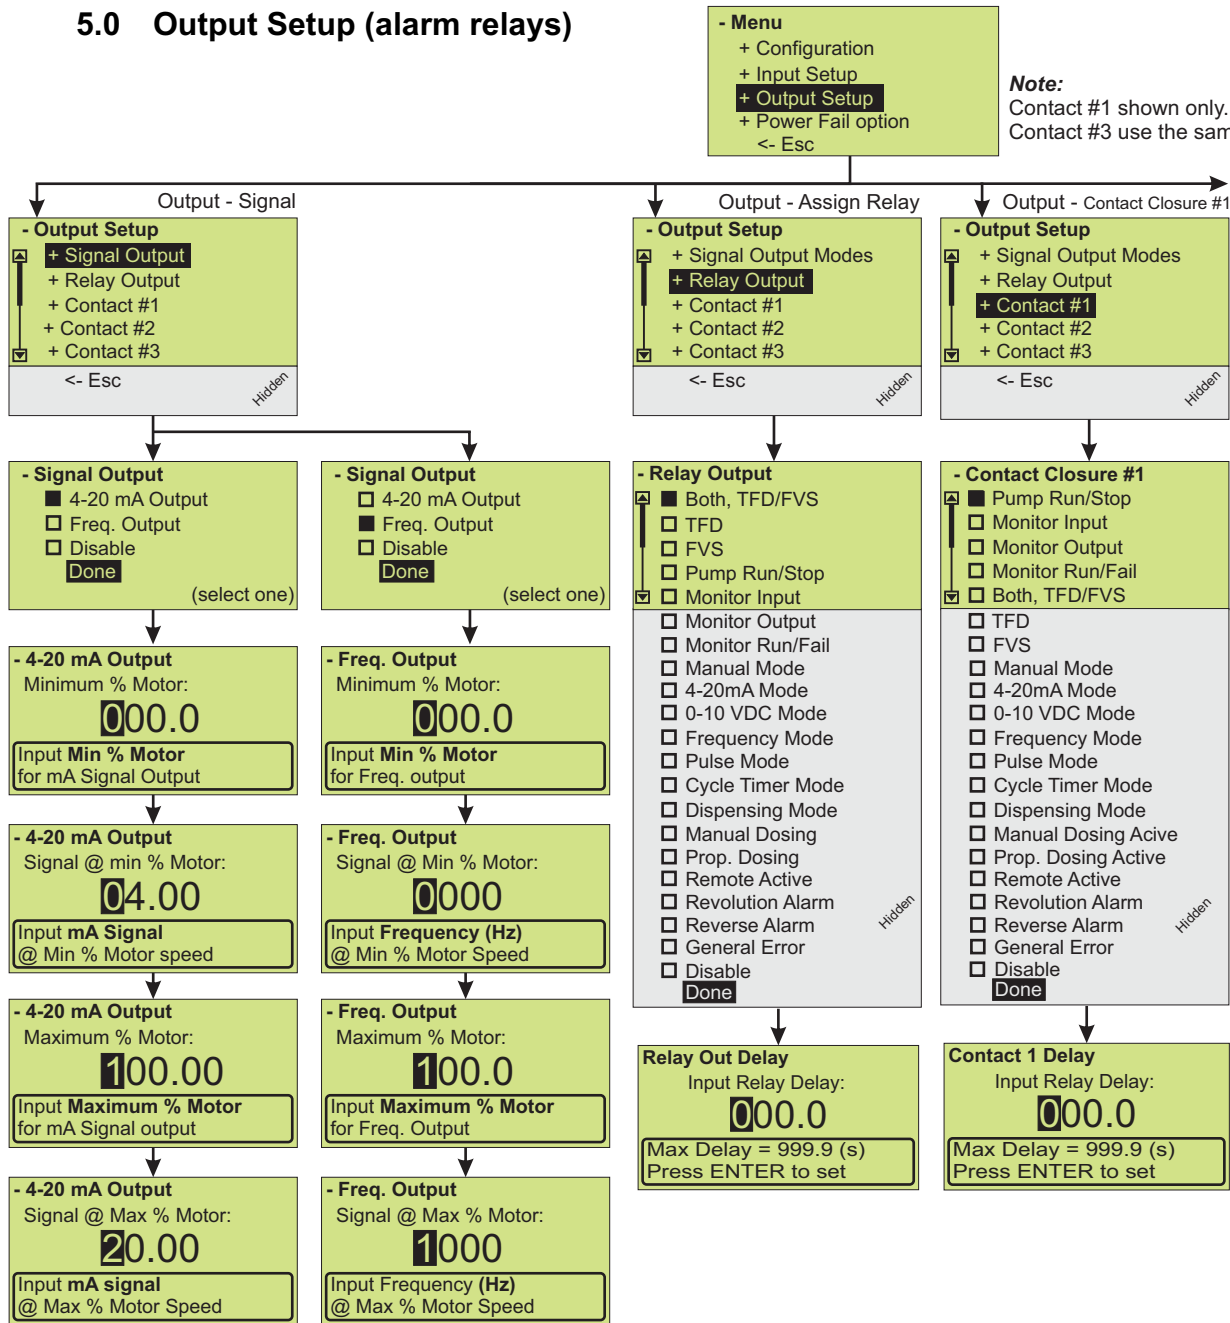 5.0 Output Setup (alarm relays)
- Menu
+ Configuration
+ Input Setup
+ Output Setup
+ Power Fail option
<- Esc
Note:
Contact #1 shown only.
Contact #3 use the
Output - Signal
- Output Setup
+ Signal Output
+ Relay Output
+ Contact #1
+ Contact #2
+ Contact #3
<- Esc
Hidden
Output - Assign Relay
- Output Setup
+ Signal Output Modes
+ Relay Output
+ Contact #1
+ Contact #2
+ Contact #3
<- Esc
Hidden
Output - Contact Closure #1
- Output Setup
+ Signal Output Modes
+ Relay Output
+ Contact #1
+ Contact #2
+ Contact #3
<- Esc
Hidden
- Signal Output
4-20 mA Output
Freq. Output
Disable
Done
(select one)
- 4-20 mA Output
Minimum % Motor:
000.0
Input Min % Motor
for mA Signal Output
- 4-20 mA Output
Signal @ min % Motor:
04.00
Input mA Signal
@ Min % Motor speed
- 4-20 mA Output
Maximum % Motor:
100.00
Input Maximum % Motor
for mA Signal output
- 4-20 mA Output
Signal @ Max % Motor:
20.00
Input mA signal
@ Max % Motor Speed
- Signal Output
4-20 mA Output
Freq. Output
Disable
Done
(select one)
- Freq. Output
Minimum % Motor:
000.0
Input Min % Motor
for Freq. output
- Freq. Output
Signal @ Min % Motor:
0000
Input Frequency (Hz)
@ Min % Motor Speed
- Freq. Output
Maximum % Motor:
100.0
Input Maximum % Motor
for Freq. Output
- Freq. Output
Signal @ Max % Motor:
1000
Input Frequency (Hz)
@ Max % Motor Speed
- Relay Output
Both, TFD/FVS
TFD
FVS
Pump Run/Stop
Monitor Input
Monitor Output
Monitor Run/Fail
Manual Mode
4-20mA Mode
0-10 VDC Mode
Frequency Mode
Pulse Mode
Cycle Timer Mode
Dispensing Mode
Manual Dosing
Prop. Dosing
Remote Active
Revolution Alarm
Reverse Alarm
General Error
Disable
Done
Hidden
Relay Out Delay
Input Relay Delay:
000.0
Max Delay = 999.9 (s)
Press ENTER to set
- Contact Closure #1
Pump Run/Stop
Monitor Input
Monitor Output
Monitor Run/Fail
Both, TFD/FVS
TFD
FVS
Manual Mode
4-20mA Mode
0-10 VDC Mode
Frequency Mode
Pulse Mode
Cycle Timer Mode
Dispensing Mode
Manual Dosing Acive
Prop. Dosing Active
Remote Active
Revolution Alarm
Reverse Alarm
General Error
Disable
Done
Hidden
Contact 1 Delay
Input Relay Delay:
000.0
Max Delay = 999.9 (s)
Press ENTER to set